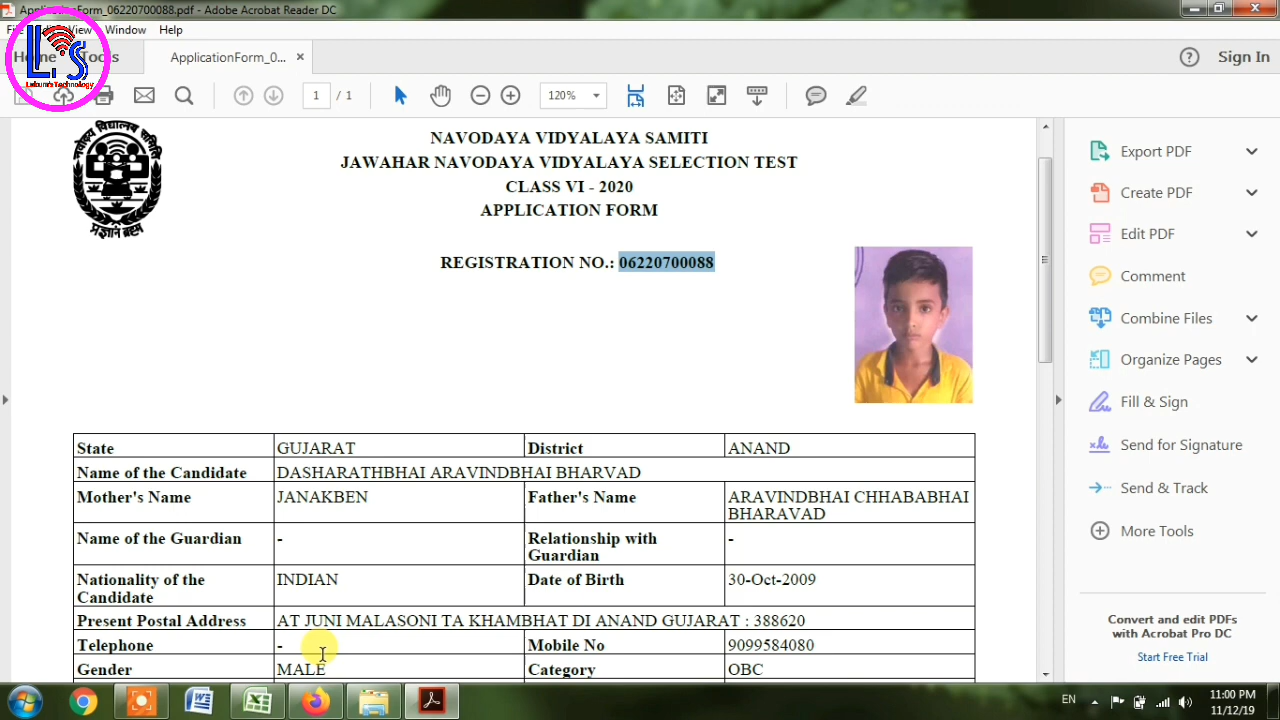 ApplicationForm_06220700088.pdf - Adobe Acrobat Reader DC
View Window Help
Home Tools ApplicationForm_0... × Sign In
L.S
1 / 1 120%
NAVODAYA VIDYALAYA SAMITI
JAWAHAR NAVODAYA VIDYALAYA SELECTION TEST
CLASS VI - 2020
APPLICATION FORM
नवोदय विद्यालय समिति
प्रज्ञानं ब्रह्म
REGISTRATION NO.: 06220700088
State GUJARAT District ANAND
Name of the Candidate DASHARATHBHAI ARAVINDBHAI BHARVAD
Mother's Name JANAKBEN Father's Name ARAVINDBHAI CHHABABHAI
BHARAVAD
Name of the Guardian - Relationship with -
Guardian
Nationality of the INDIAN Date of Birth 30-Oct-2009
Candidate
Present Postal Address AT JUNI MALASONI TA KHAMBHAT DI ANAND GUJARAT : 388620
Telephone - Mobile No 9099584080
Gender MALE Category OBC
Export PDF
Create PDF
Edit PDF
Comment
Combine Files
Organize Pages
Fill & Sign
Send for Signature
Send & Track
More Tools
Convert and edit PDFs
with Acrobat Pro DC
Start Free Trial
EN 11:00 PM
11/12/19